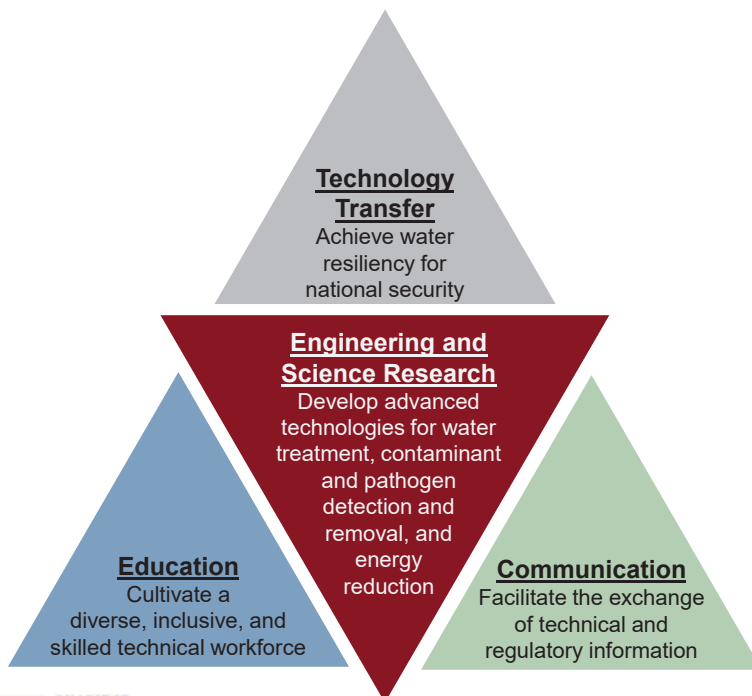 Technology
Transfer
Achieve water
resiliency for
national security
Engineering and
Science Research
Develop advanced
technologies for water
treatment, contaminant
and pathogen
detection and
removal, and
energy
reduction
Education
Cultivate a
diverse, inclusive, and
skilled technical workforce
Communication
Facilitate the exchange
of technical and
regulatory information